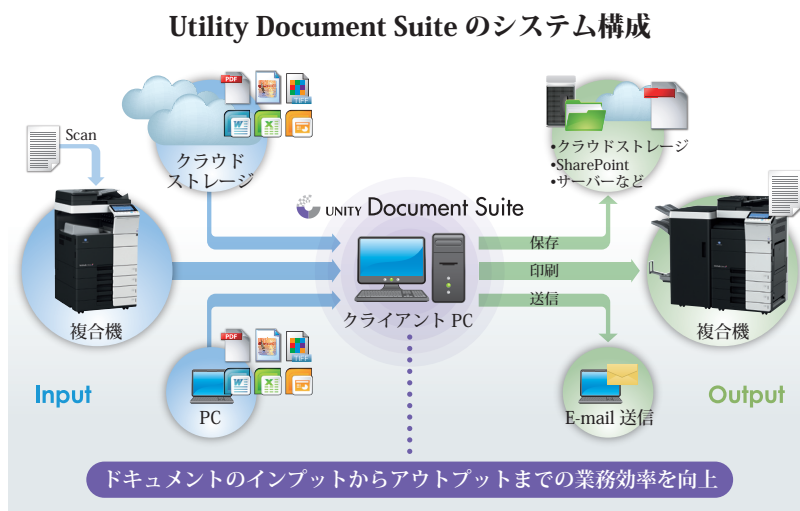 Utility Document Suite のシステム構成
PDF
TIFF
Scan
クラウド
ストレージ
複合機
UNITY Document Suite
クライアント PC
保存
印刷
送信
•クラウドストレージ
•SharePoint
•サーバーなど
複合機
PDF
TIFF
PC
E-mail 送信
Input
Output
ドキュメントのインプットからアウトプットまでの業務効率を向上